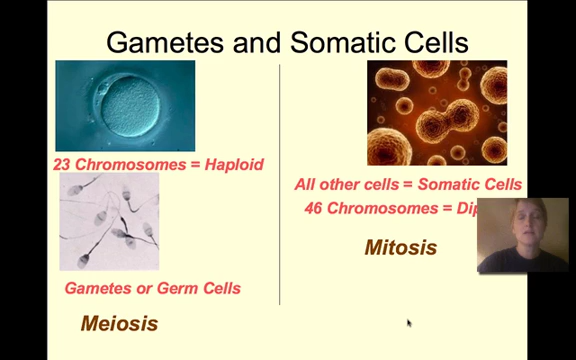 Gametes and Somatic Cells
23 Chromosomes = Haploid
Gametes or Germ Cells
Meiosis
All other cells = Somatic Cells
46 Chromosomes =
Mitosis